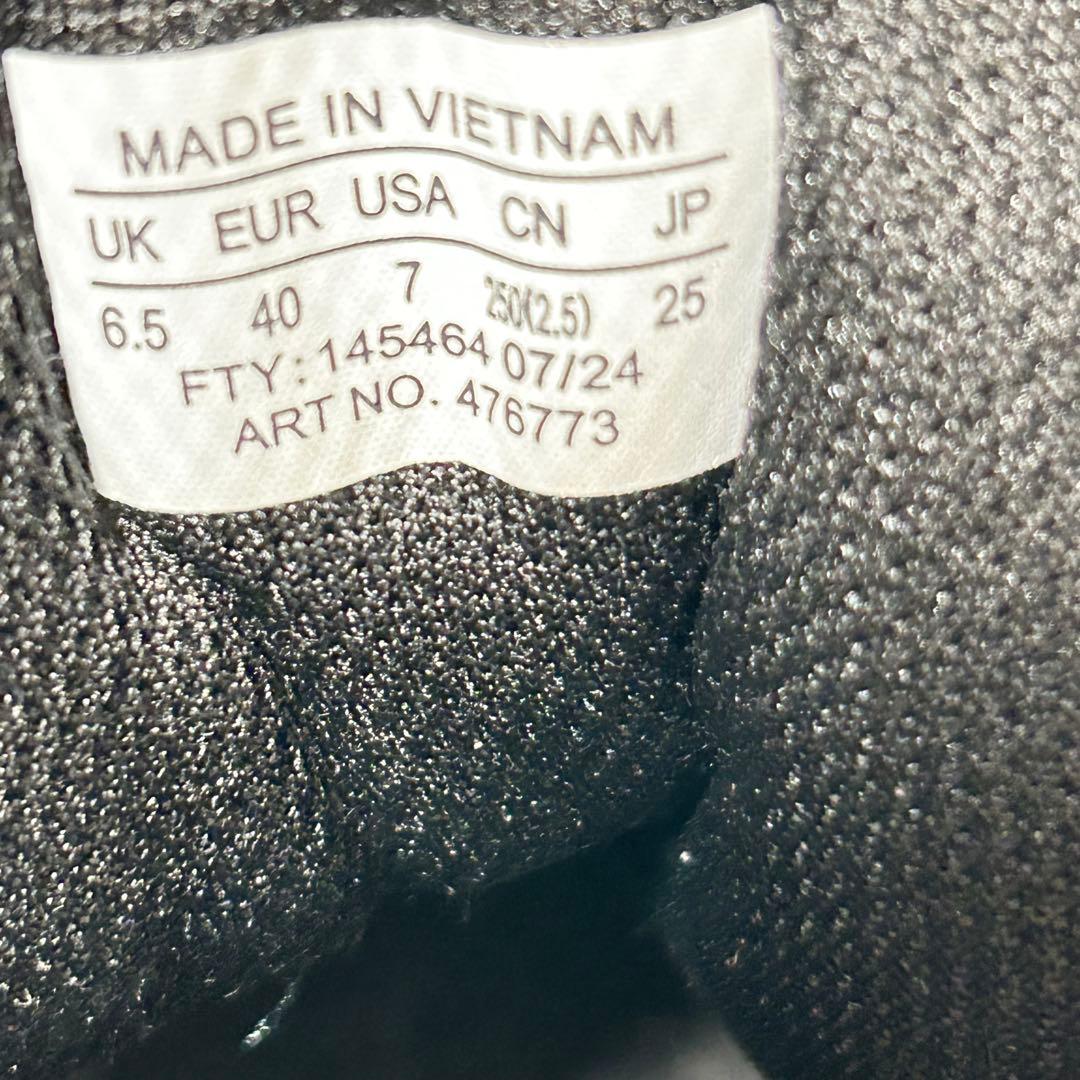 MADE IN VIETNAM
UK EUR USA CN JP
6.5 40 7 250(2.5) 25
FTY: 145464 07/24
ART NO. 476773